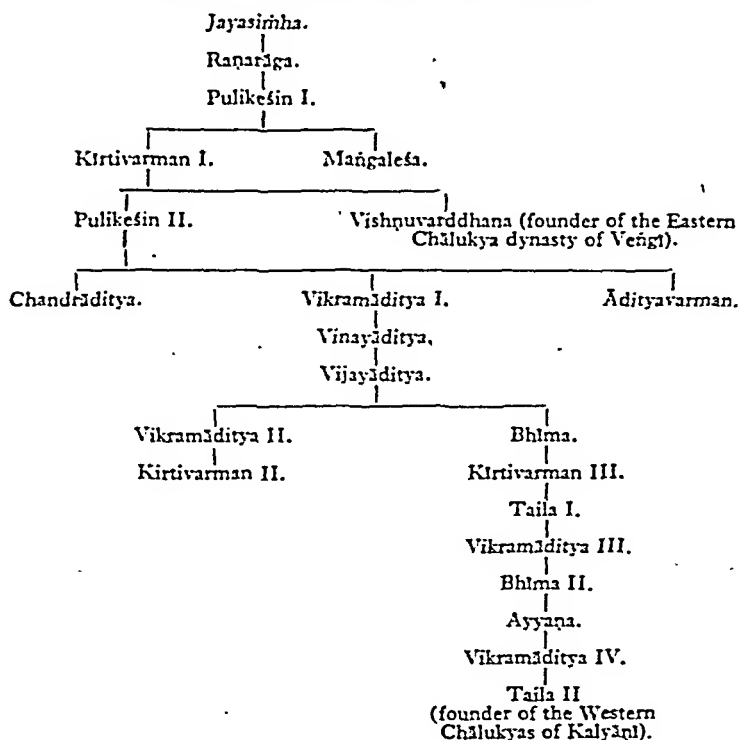 Jayasiṁha.
Raṇarāga.
Pulikeśin I.
Kīrtivarman I. Maṅgaleśa.
Pulikeśin II. Vishṇuvarddhana (founder of the Eastern
Chālukya dynasty of Veṅgī).
Chandrāditya. Vikramāditya I. Ādityavarman.
Vinayāditya.
Vijayāditya.
Vikramāditya II. Bhīma.
Kīrtivarman II. Kīrtivarman III.
Taila I.
Vikramāditya III.
Bhīma II.
Ayyaṇa.
Vikramāditya IV.
Taila II
(founder of the Western
Chālukyas of Kalyāṇī).